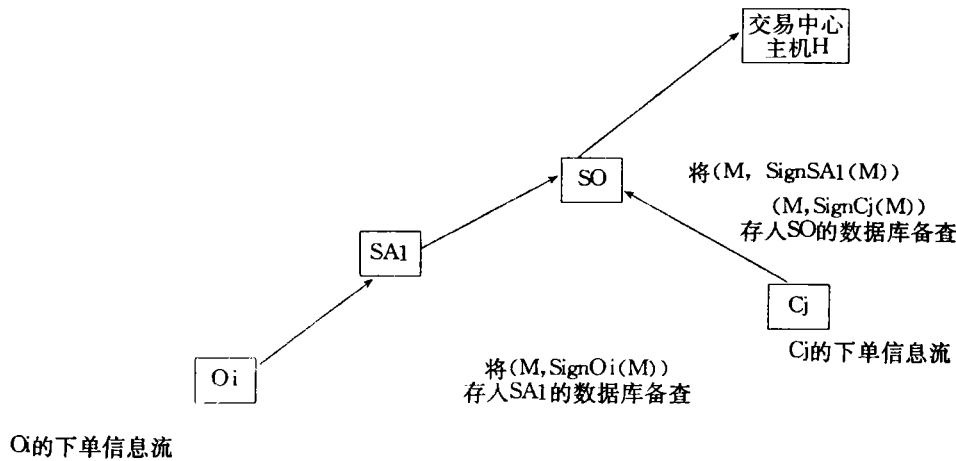 交易中心
主机H
SO
将(M, SignSA1(M))
(M,SignCj(M))
存人SO的数据库备查
SA1
Cj
Cj的下单信息流
Oi
将(M,SignOi(M))
存人SA1的数据库备查
Oi的下单信息流